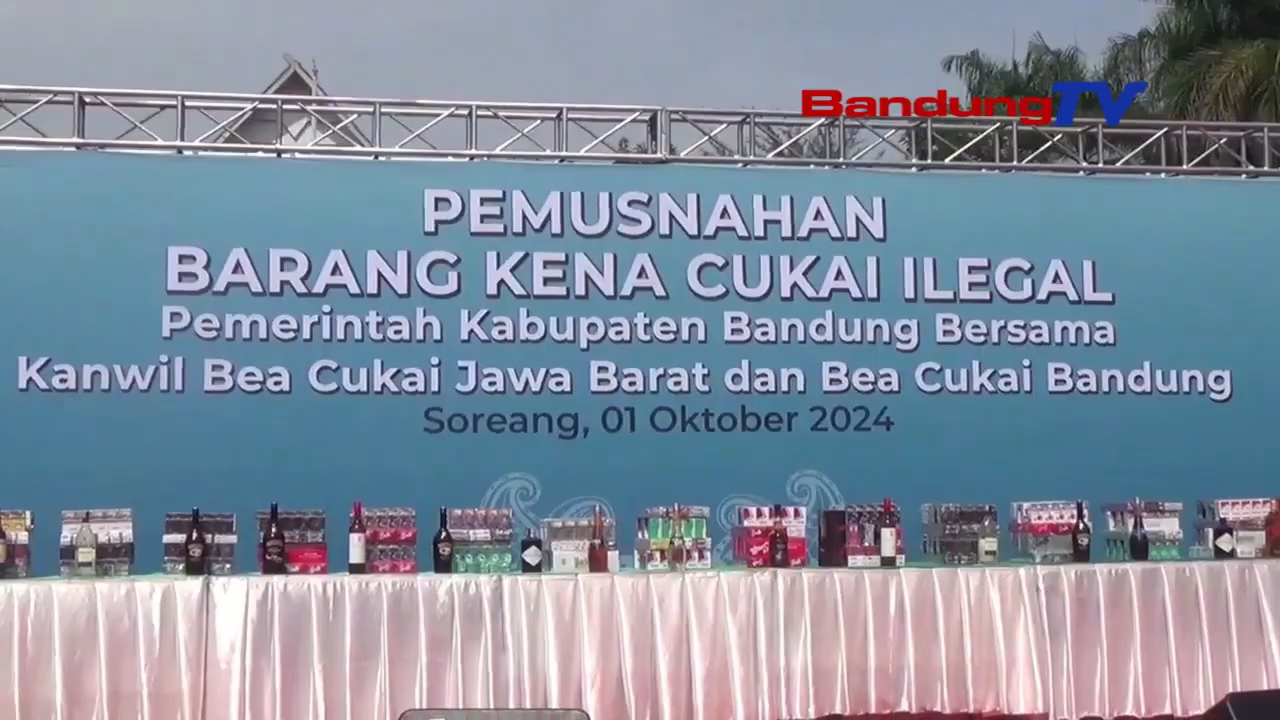 BandungTV
PEMUSNAHAN
BARANG KENA CUKAI ILEGAL
Pemerintah Kabupaten Bandung Bersama
Kanwil Bea Cukai Jawa Barat dan Bea Cukai Bandung
Soreang, 01 Oktober 2024